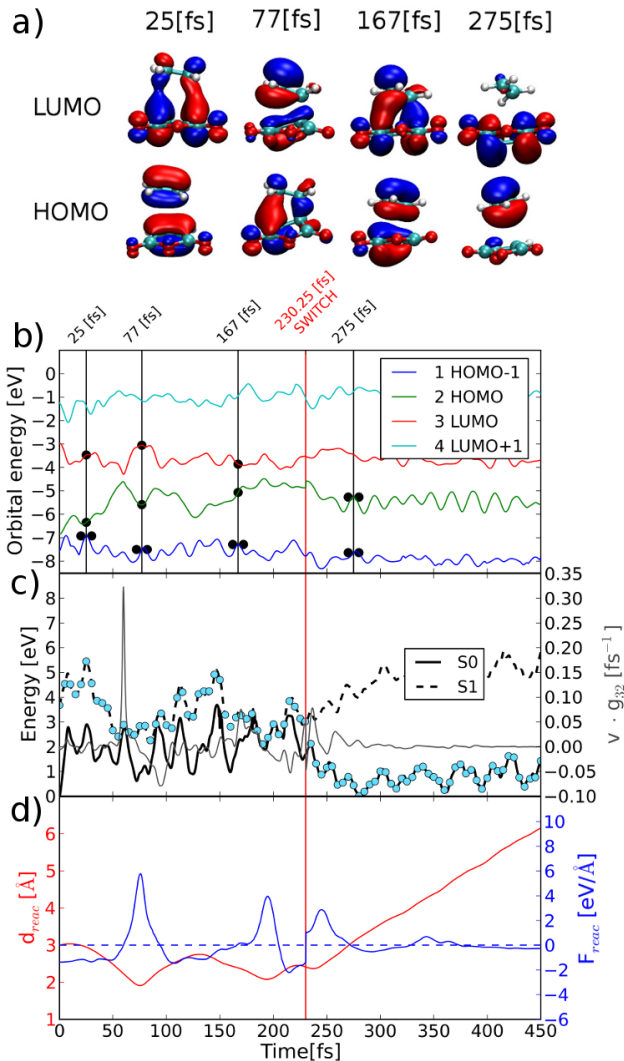 a)
25[fs] 77[fs] 167[fs] 275[fs]
LUMO
HOMO
25 [fs]
77 [fs]
167 [fs]
230.25 [fs]
SWITCH
275 [fs]
b)
Orbital energy [eV]
0
-1
-2
-3
-4
-5
-6
-7
-8
1 HOMO-1
2 HOMO
3 LUMO
4 LUMO+1
c)
Energy [eV]
8
7
6
5
4
3
2
1
0
S0
S1
0.35
0.30
0.25
0.20
0.15
0.10
0.05
0.00
-0.05
-0.10
v · g32 [fs⁻¹]
d)
dreac [Å]
6
5
4
3
2
1
10
8
6
4
2
0
-2
-4
-6
Freac [eV/Å]
0 50 100 150 200 250 300 350 400 450
Time[fs]